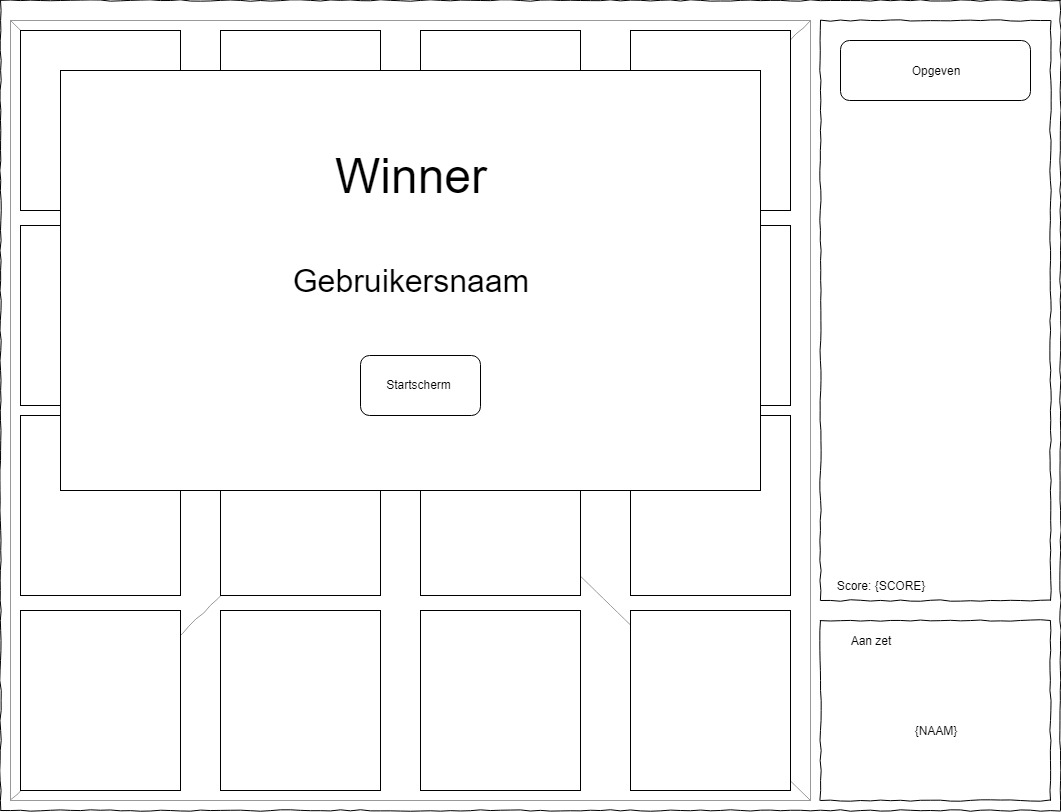 Winner
Gebruikersnaam
Startscherm
Opgeven
Score: {SCORE}
Aan zet
{NAAM}